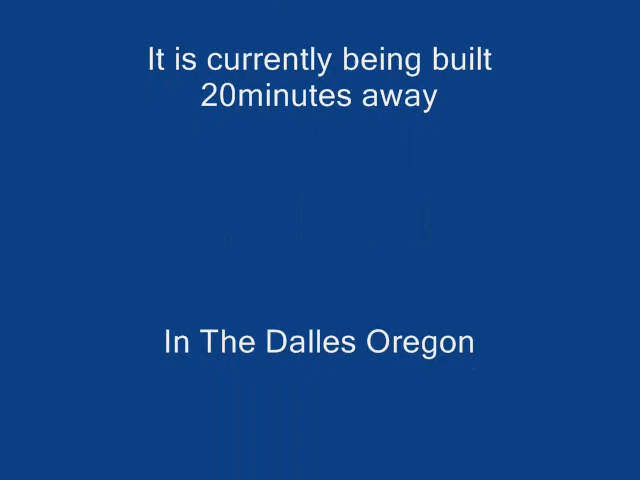 It is currently being built
20minutes away
In The Dalles Oregon